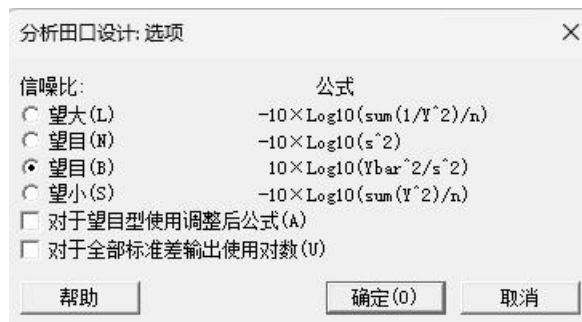 分析田口设计: 选项
信噪比: 公式
望大(L) -10×Log10(sum(1/Y^2)/n)
望目(N) -10×Log10(s^2)
望目(B) 10×Log10(Ybar^2/s^2)
望小(S) -10×Log10(sum(Y^2)/n)
对于望目型使用调整后公式(A)
对于全部标准差输出使用对数(U)
帮助 确定(O) 取消